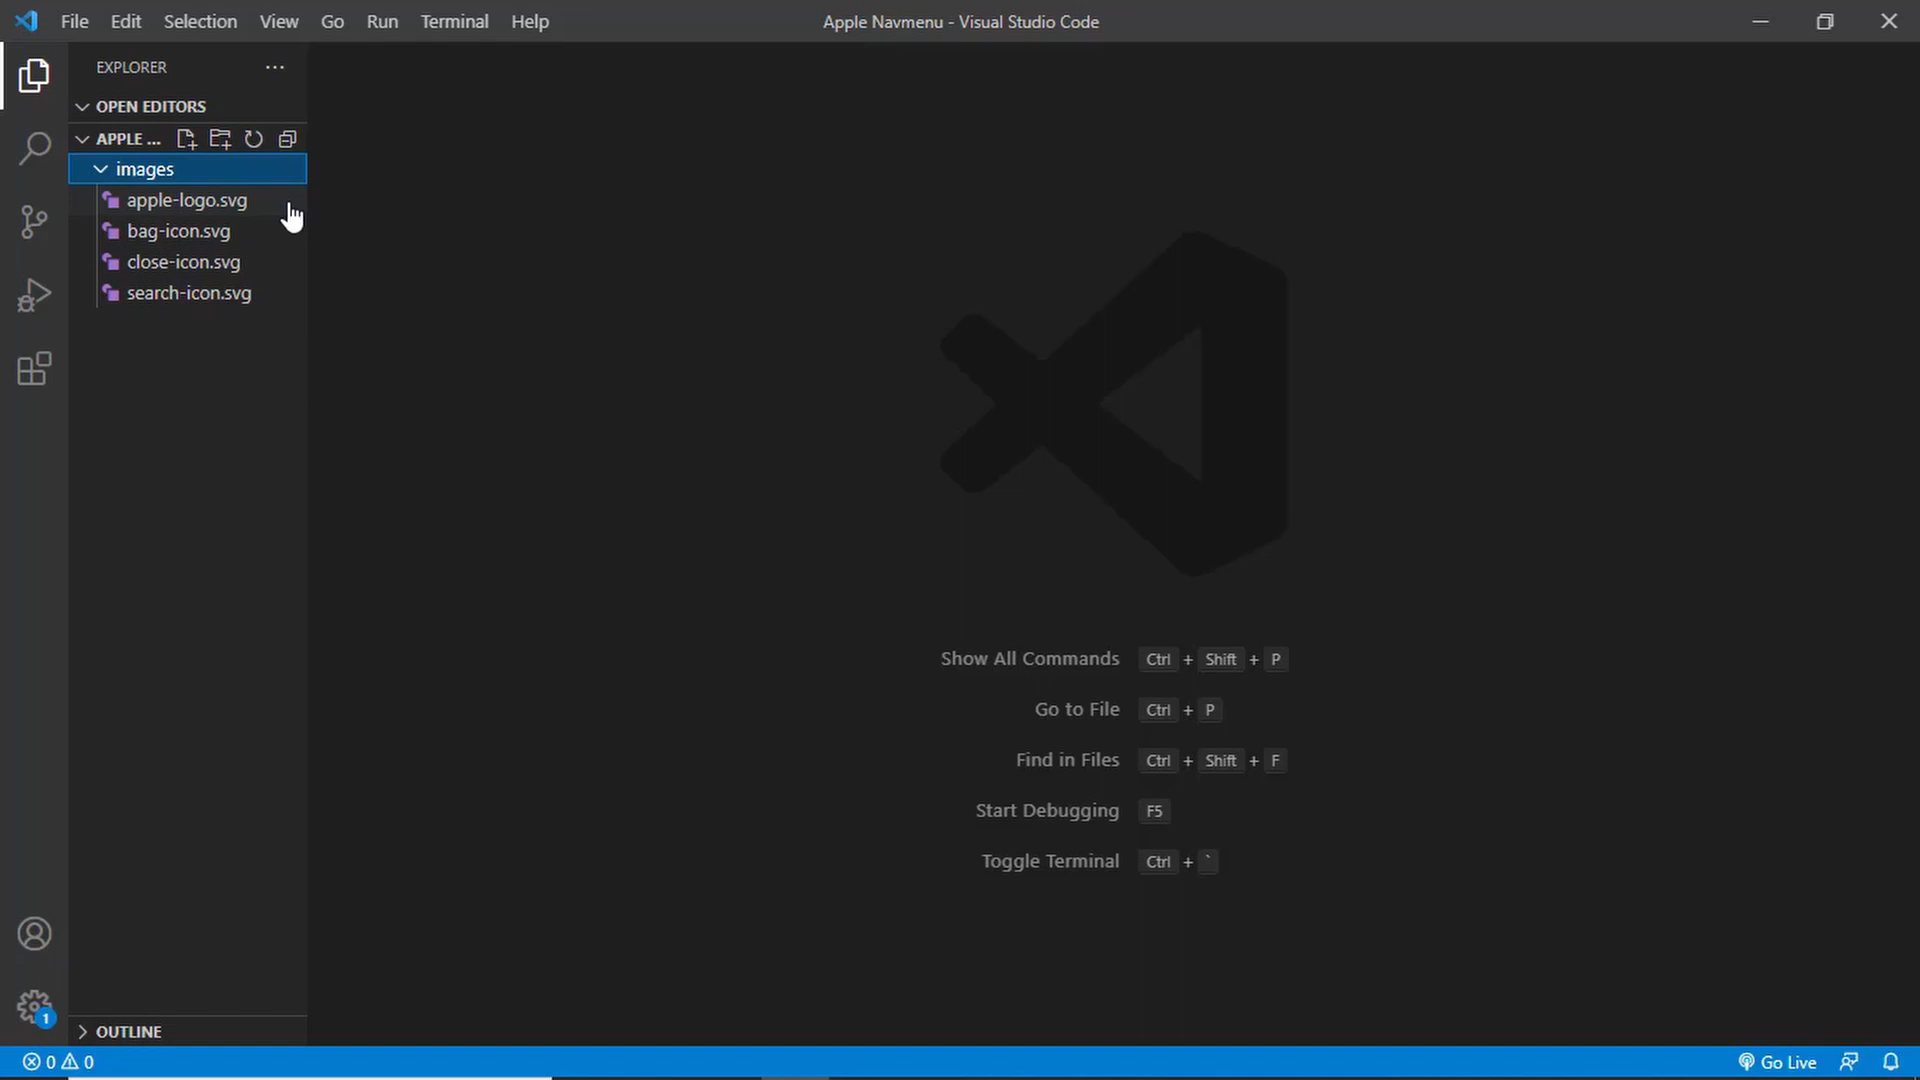 File Edit Selection View Go Run Terminal Help
Apple Navmenu - Visual Studio Code
EXPLORER
OPEN EDITORS
APPLE ...
images
apple-logo.svg
bag-icon.svg
close-icon.svg
search-icon.svg
Show All Commands Ctrl + Shift + P
Go to File Ctrl + P
Find in Files Ctrl + Shift + F
Start Debugging F5
Toggle Terminal Ctrl + `
1
OUTLINE
0 0
Go Live